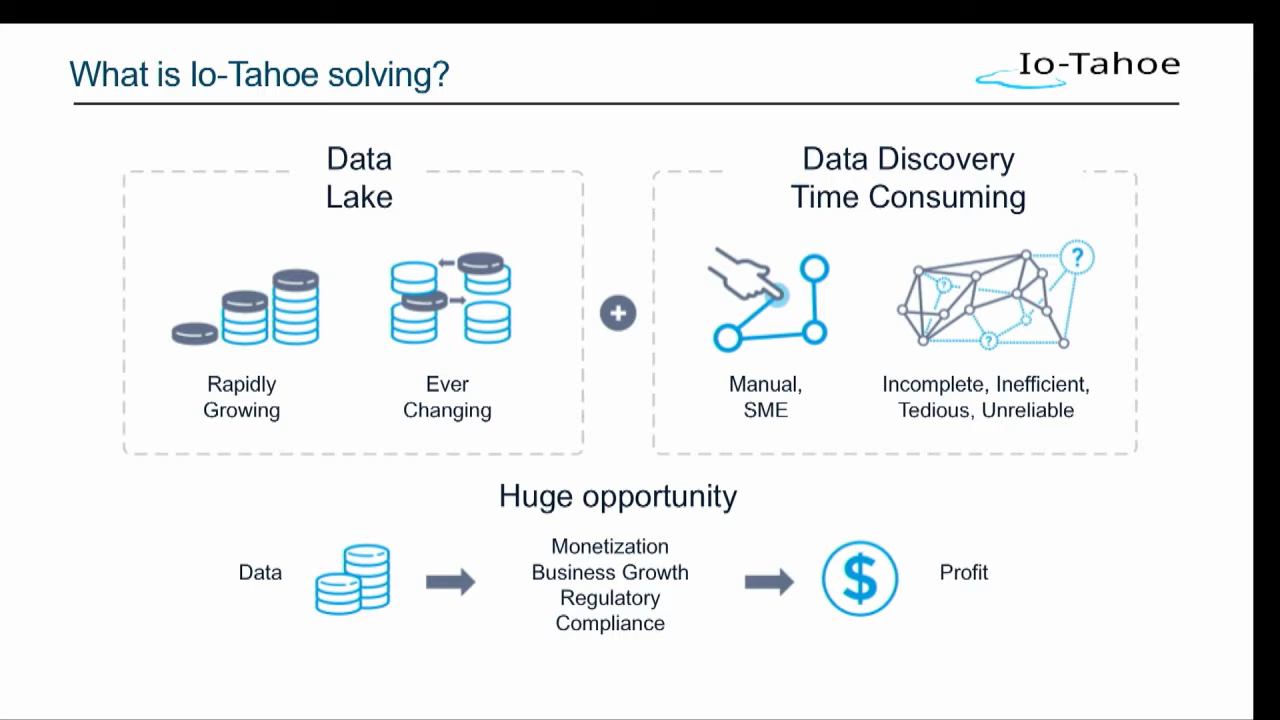 What is Io-Tahoe solving?
Io-Tahoe
Data
Lake
Data Discovery
Time Consuming
?
?
?
Rapidly
Growing
Ever
Changing
Manual,
SME
Incomplete, Inefficient,
Tedious, Unreliable
Huge opportunity
Data
Monetization
Business Growth
Regulatory
Compliance
$
Profit